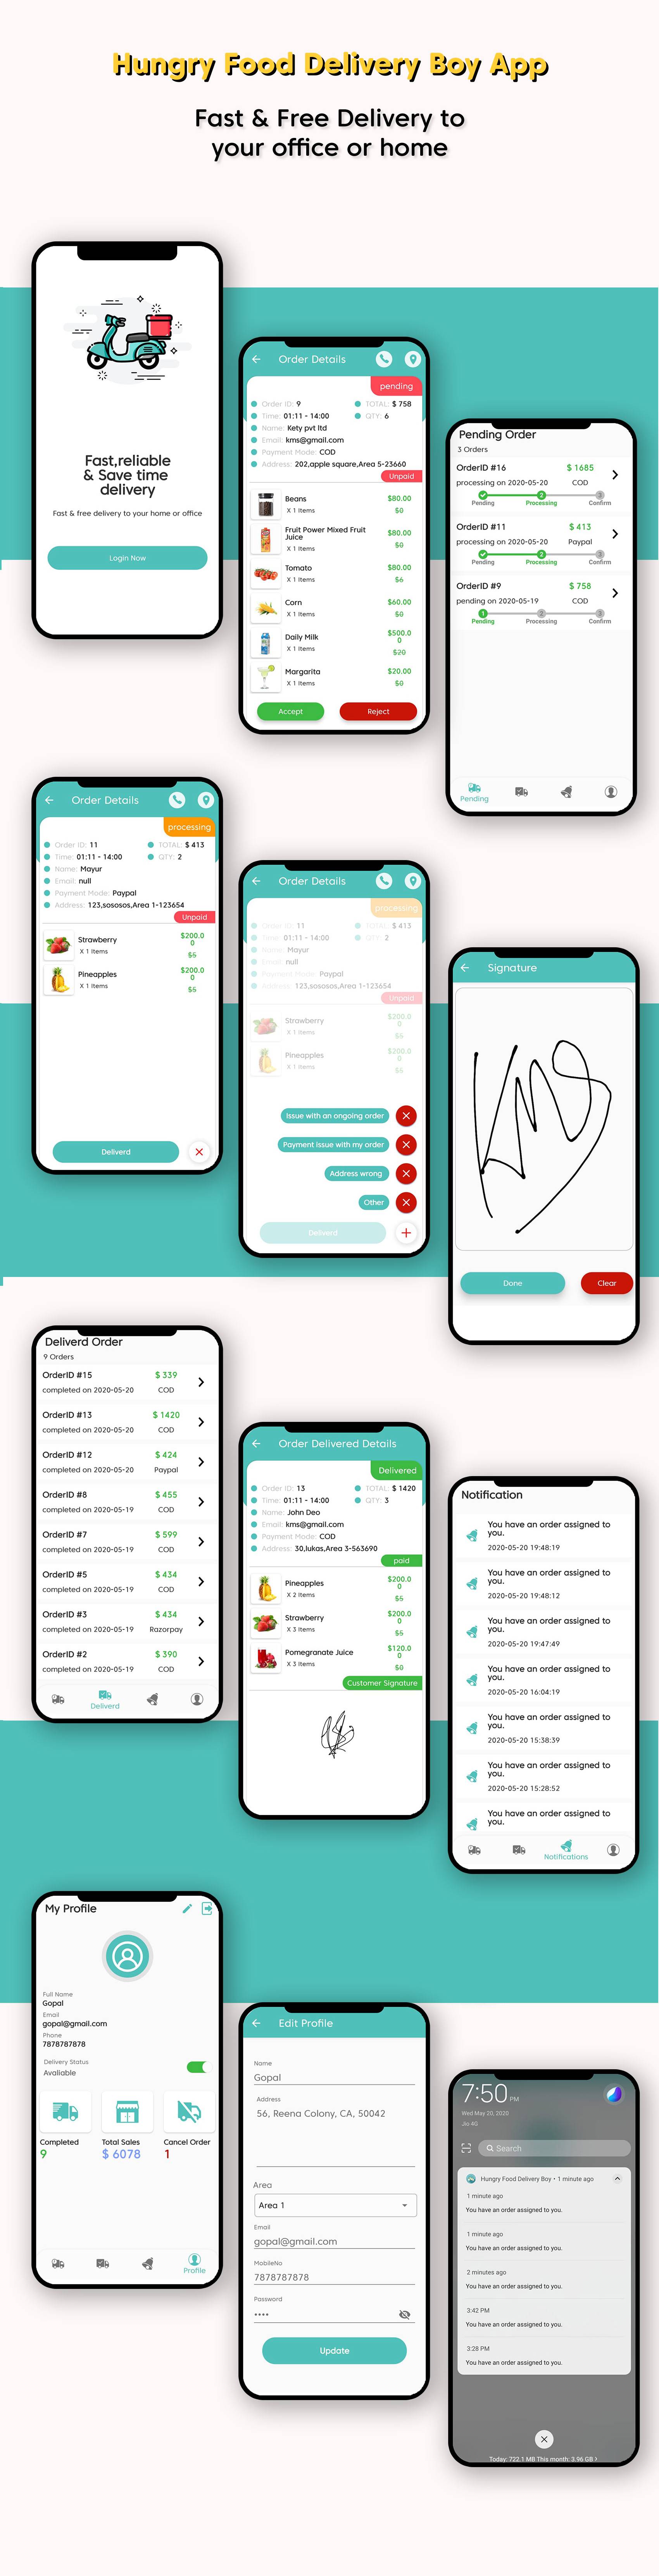 Hungry Food Delivery Boy App
Fast & Free Delivery to
your office or home
Fast,reliable
& Save time
delivery
Fast & free delivery to your home or office
Login Now
Order Details
pending
Order ID: 9 TOTAL: $ 758
Time: 01:11 - 14:00 QTY: 6
Name: Kety pvt ltd
Email: kms@gmail.com
Payment Mode: COD
Address: 202,apple square,Area 5-23660
Unpaid
Beans $80.00
X 1 Items $0
Fruit Power Mixed Fruit
Juice $80.00
X 1 Items $0
Tomato $80.00
X 1 Items $6
Corn $60.00
X 1 Items $0
Daily Milk $500.0
0
X 1 Items $20
Margarita $20.00
X 1 Items $0
Accept Reject
Pending Order
3 Orders
OrderID #16 $ 1685
processing on 2020-05-20 COD
2 3
Pending Processing Confirm
OrderID #11 $ 413
processing on 2020-05-20 Paypal
2 3
Pending Processing Confirm
OrderID #9 $ 758
pending on 2020-05-19 COD
1 2 3
Pending Processing Confirm
Pending
Order Details
processing
Order ID: 11 TOTAL: $ 413
Time: 01:11 - 14:00 QTY: 2
Name: Mayur
Email: null
Payment Mode: Paypal
Address: 123,sososos,Area 1-123654
Unpaid
Strawberry $200.0
0
X 1 Items $5
Pineapples $200.0
0
X 1 Items $5
Deliverd
Order Details
processing
Order ID: 11 TOTAL: $ 413
Time: 01:11 - 14:00 QTY: 2
Name: Mayur
Email: null
Payment Mode: Paypal
Address: 123,sososos,Area 1-123654
Unpaid
Strawberry $200.0
0
X 1 Items $5
Pineapples $200.0
0
X 1 Items $5
Issue with an ongoing order
Payment Issue with my order
Address wrong
Other
Deliverd
Signature
KMS
Done Clear
Deliverd Order
9 Orders
OrderID #15 $ 339
completed on 2020-05-20 COD
OrderID #13 $ 1420
completed on 2020-05-20 COD
OrderID #12 $ 424
completed on 2020-05-20 Paypal
OrderID #8 $ 455
completed on 2020-05-19 COD
OrderID #7 $ 599
completed on 2020-05-19 COD
OrderID #5 $ 434
completed on 2020-05-19 COD
OrderID #3 $ 434
completed on 2020-05-19 Razorpay
OrderID #2 $ 390
completed on 2020-05-19 COD
Deliverd
Order Delivered Details
Delivered
Order ID: 13 TOTAL: $ 1420
Time: 01:11 - 14:00 QTY: 3
Name: John Deo
Email: kms@gmail.com
Payment Mode: COD
Address: 30,lukas,Area 3-563690
paid
Pineapples $200.0
0
X 2 Items $5
Strawberry $200.0
0
X 3 Items $5
Pomegranate Juice $120.0
0
X 3 Items $0
Customer Signature
Notification
You have an order assigned to
you.
2020-05-20 19:48:19
You have an order assigned to
you.
2020-05-20 19:48:12
You have an order assigned to
you.
2020-05-20 19:47:49
You have an order assigned to
you.
2020-05-20 16:04:19
You have an order assigned to
you.
2020-05-20 15:38:39
You have an order assigned to
you.
2020-05-20 15:28:52
You have an order assigned to
you.
Notifications
My Profile
Full Name
Gopal
Email
gopal@gmail.com
Phone
7878787878
Delivery Status
Avaliable
Completed Total Sales Cancel Order
9 $ 6078 1
Profile
Edit Profile
Name
Gopal
Address
56, Reena Colony, CA, 50042
Area
Area 1
Email
gopal@gmail.com
MobileNo
7878787878
Password
••••
Update
7:50 PM
Wed May 20, 2020
Jio 4G
Search
Hungry Food Delivery Boy • 1 minute ago
1 minute ago
You have an order assigned to you.
1 minute ago
You have an order assigned to you.
2 minutes ago
You have an order assigned to you.
3:42 PM
You have an order assigned to you.
3:28 PM
You have an order assigned to you.
Today: 722.1 MB This month: 3.96 GB